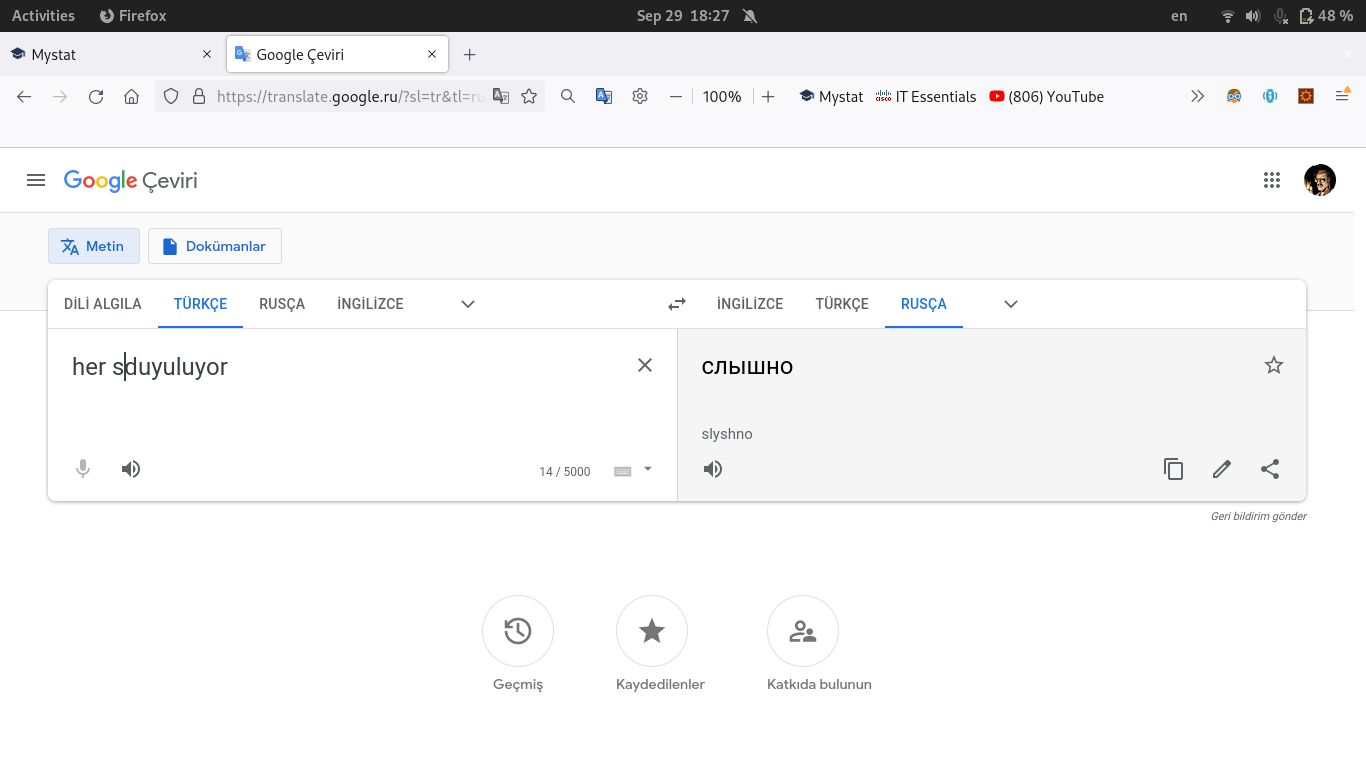 Activities
Firefox
Sep 29 18:27
en
48 %
Mystat
Google Çeviri
https://translate.google.ru/?sl=tr&tl=ru
100%
Mystat
IT Essentials
(806) YouTube
Google Çeviri
Metin
Dokümanlar
DİLİ ALGILA
TÜRKÇE
RUSÇA
İNGİLİZCE
İNGİLİZCE
TÜRKÇE
RUSÇA
her sduyuluyor
слышно
slyshno
14 / 5000
Geri bildirim gönder
Geçmiş
Kaydedilenler
Katkıda bulunun